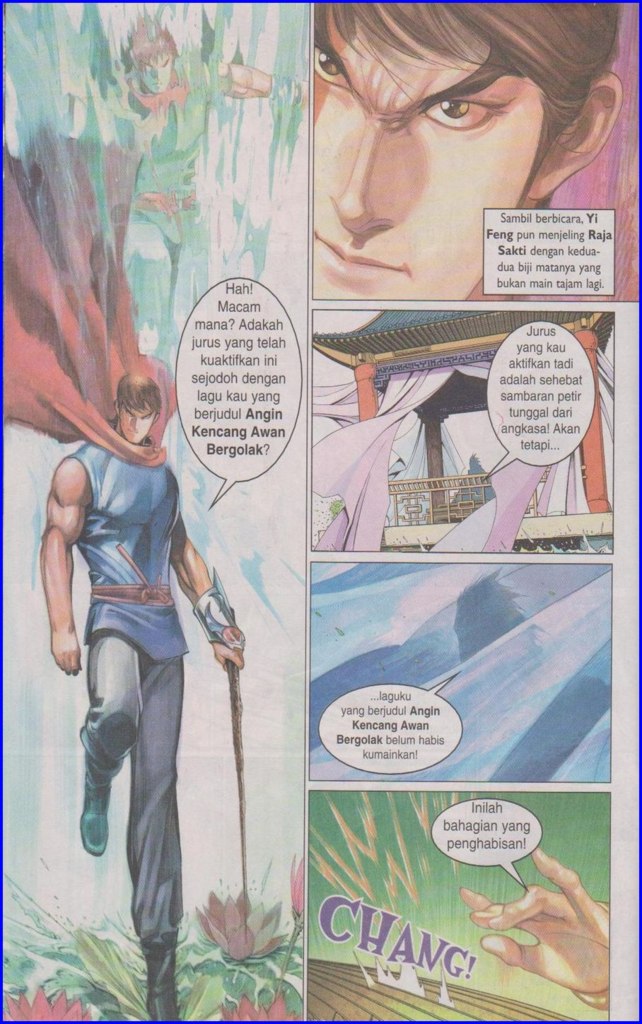 Hah!
Macam
mana? Adakah
jurus yang telah
kuaktifkan ini
sejodoh dengan
lagu kau yang
berjudul Angin
Kencang Awan
Bergolak?
Sambil berbicara, Yi
Feng pun menjeling Raja
Sakti dengan kedua-
dua biji matanya yang
bukan main tajam lagi.
Jurus
yang kau
aktifkan tadi
adalah sehebat
sambaran petir
tunggal dari
angkasa! Akan
tetapi...
...laguku
yang berjudul Angin
Kencang Awan
Bergolak belum habis
kumainkan!
Inilah
bahagian yang
penghabisan!
CHANG!